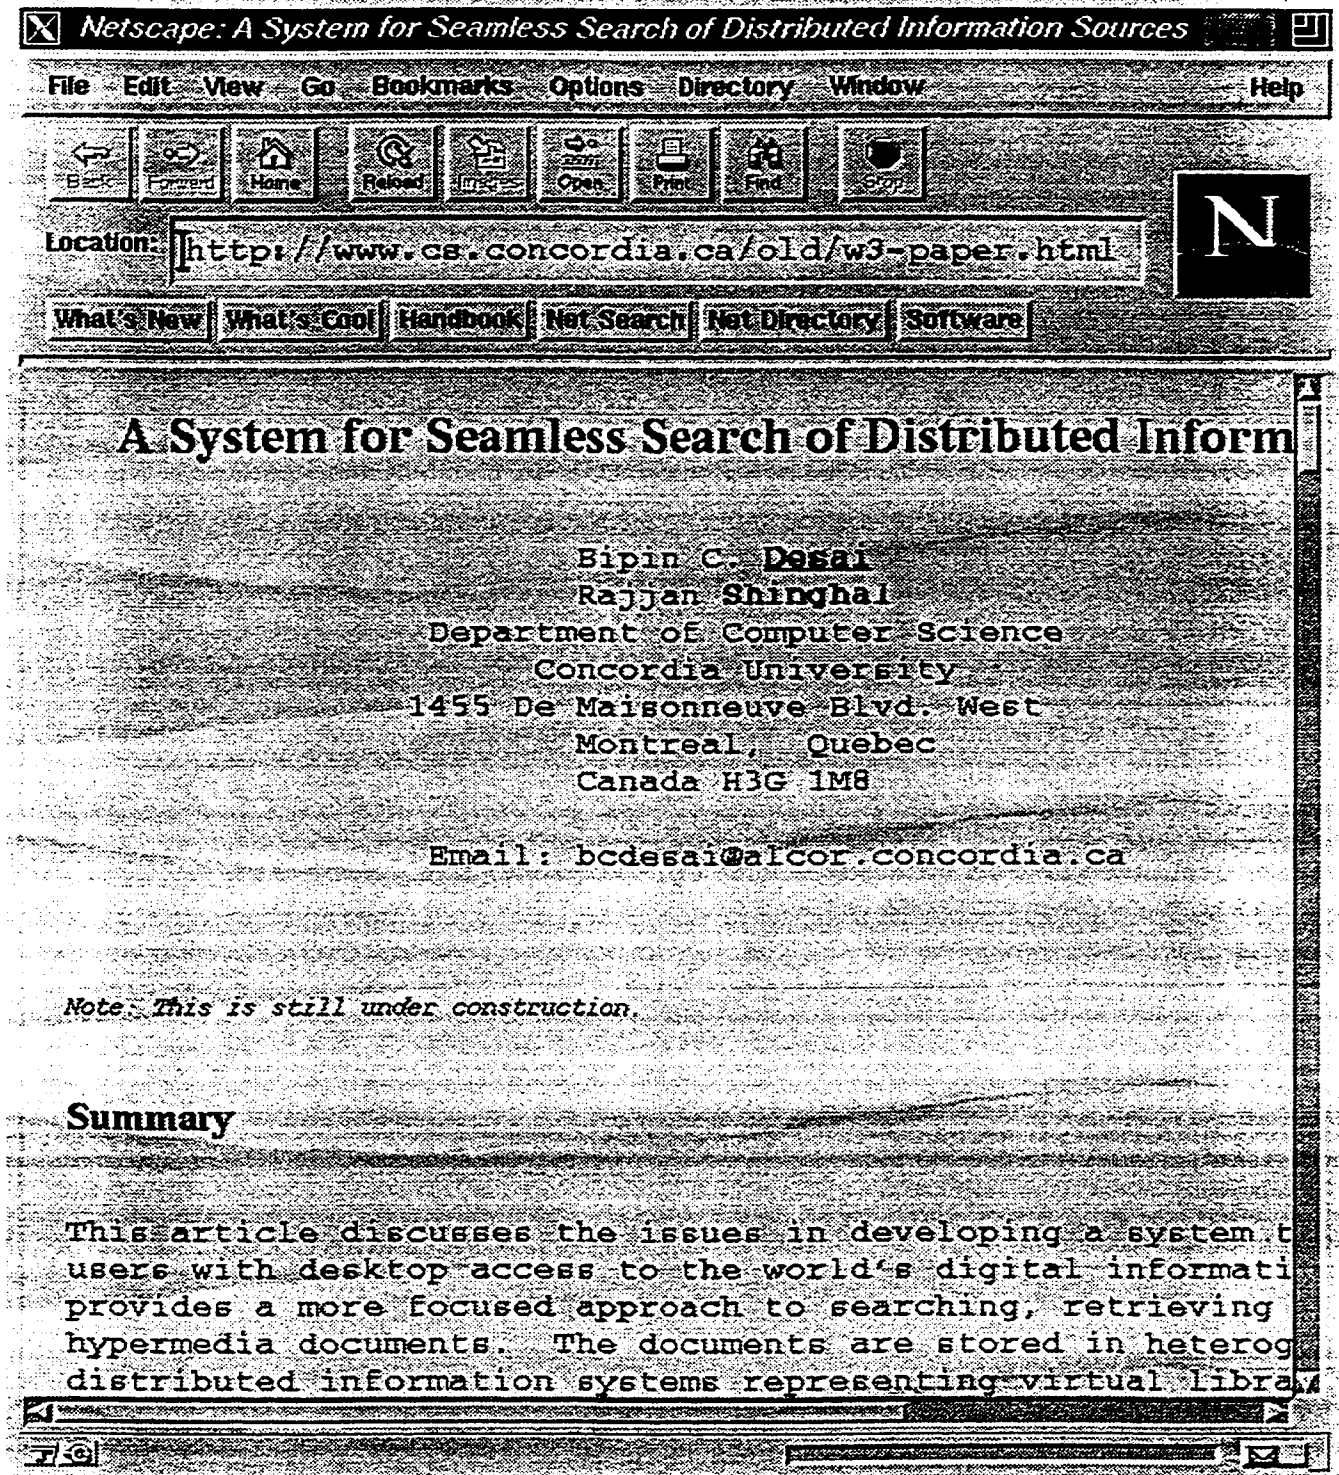 Netscape: A System for Seamless Search of Distributed Information Sources
File Edit View Go Bookmarks Options Directory Window Help
Back Forward Home Reload Images Open Print Find Stop
N
Location: http://www.cs.concordia.ca/old/w3-paper.html
What's New What's Cool Handbook Net Search Net Directory Software
A System for Seamless Search of Distributed Inform
Bipin C. Desai
Rajjan Shinghal
Department of Computer Science
Concordia University
1455 De Maisonneuve Blvd. West
Montreal, Quebec
Canada H3G 1M8
Email: bcdesai@alcor.concordia.ca
Note: This is still under construction.
Summary
This article discusses the issues in developing a system t
users with desktop access to the world's digital informati
provides a more focused approach to searching, retrieving
hypermedia documents. The documents are stored in heterog
distributed information systems representing virtual libra